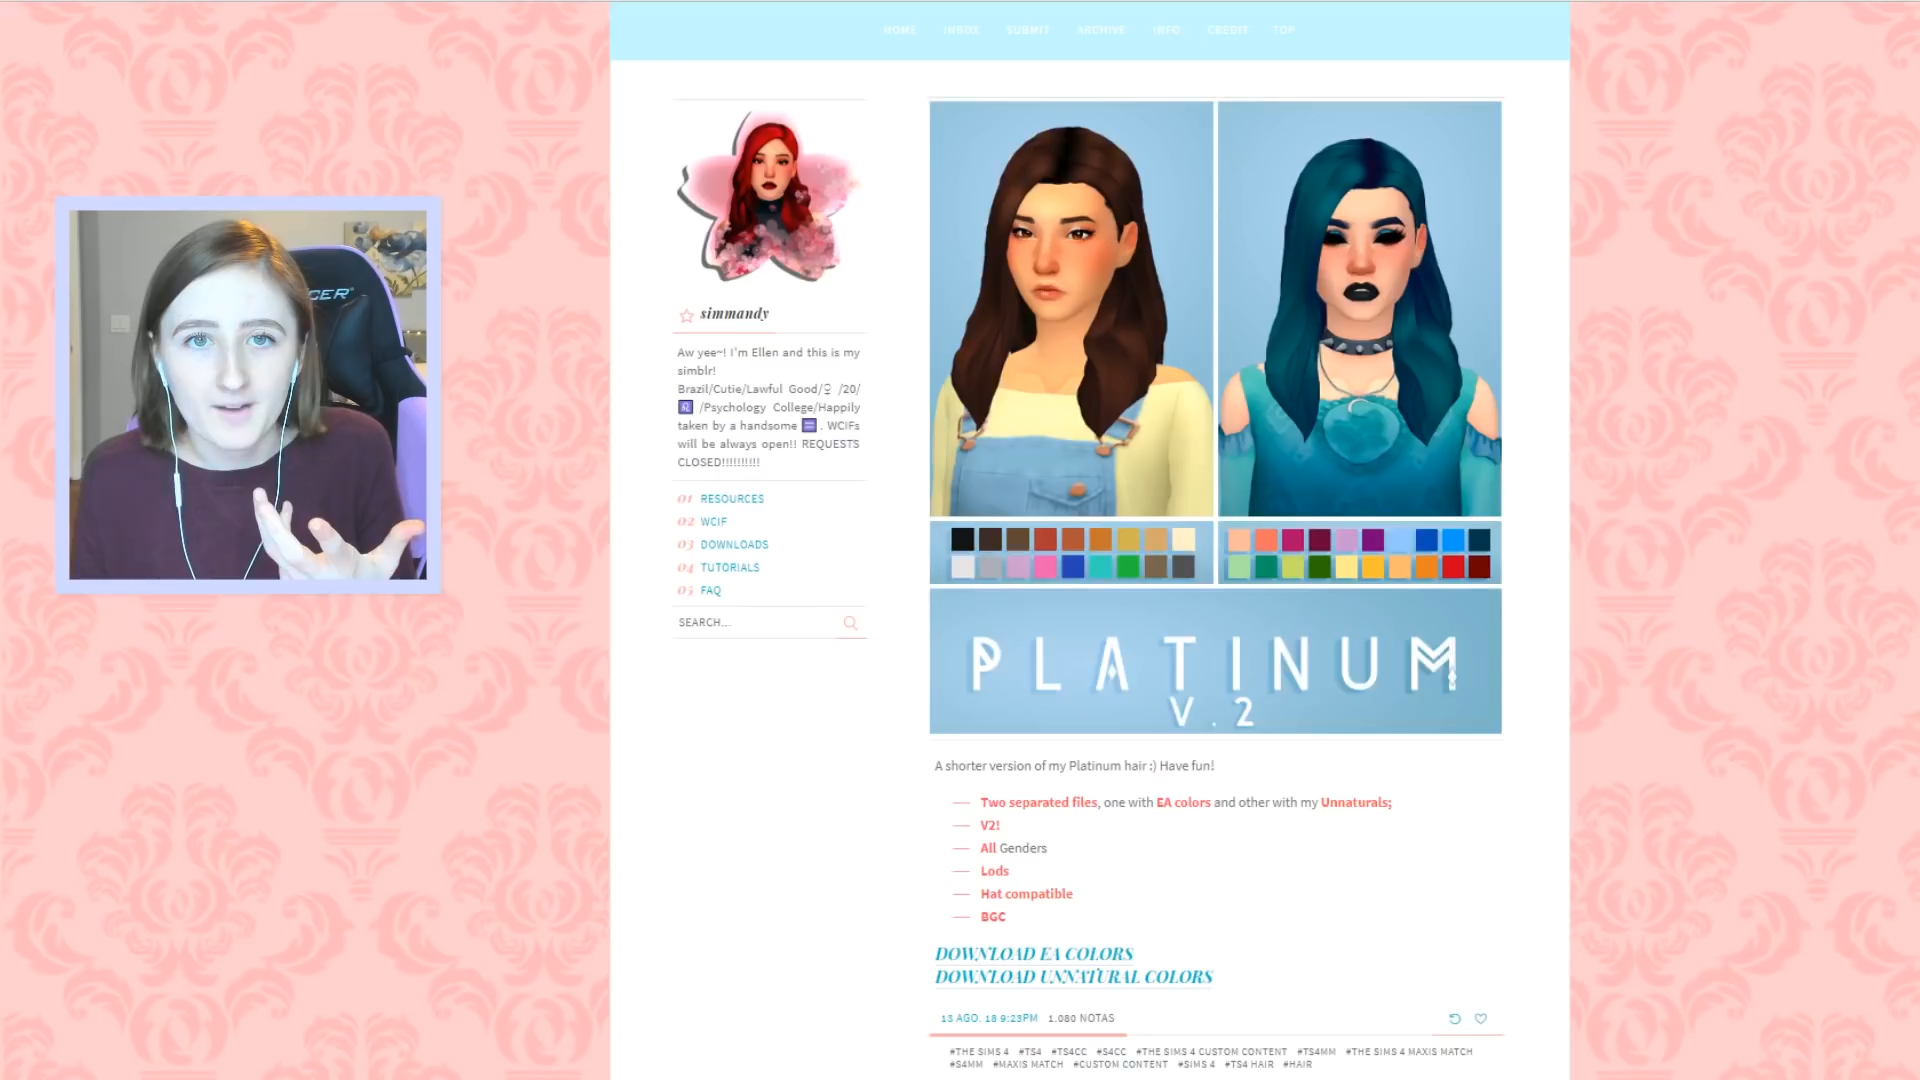 HOME INBOX SUBMIT ARCHIVE INFO CREDIT TOP
CER
simmandy
Aw yee~! I'm Ellen and this is my
simblr!
Brazil/Cutie/Lawful Good/♀ /20/
♌ /Psychology College/Happily
taken by a handsome ♒ . WCIFs
will be always open!! REQUESTS
CLOSED!!!!!!!!!!
01 RESOURCES
02 WCIF
03 DOWNLOADS
04 TUTORIALS
05 FAQ
SEARCH...
PLATINUM
V.2
A shorter version of my Platinum hair :) Have fun!
Two separated files, one with EA colors and other with my Unnaturals;
V2!
All Genders
Lods
Hat compatible
BGC
DOWNLOAD EA COLORS
DOWNLOAD UNNATURAL COLORS
13 AGO. 18 9:23PM 1.080 NOTAS
#THE SIMS 4 #TS4 #TS4CC #S4CC #THE SIMS 4 CUSTOM CONTENT #TS4MM #THE SIMS 4 MAXIS MATCH
#S4MM #MAXIS MATCH #CUSTOM CONTENT #SIMS 4 #TS4 HAIR #HAIR